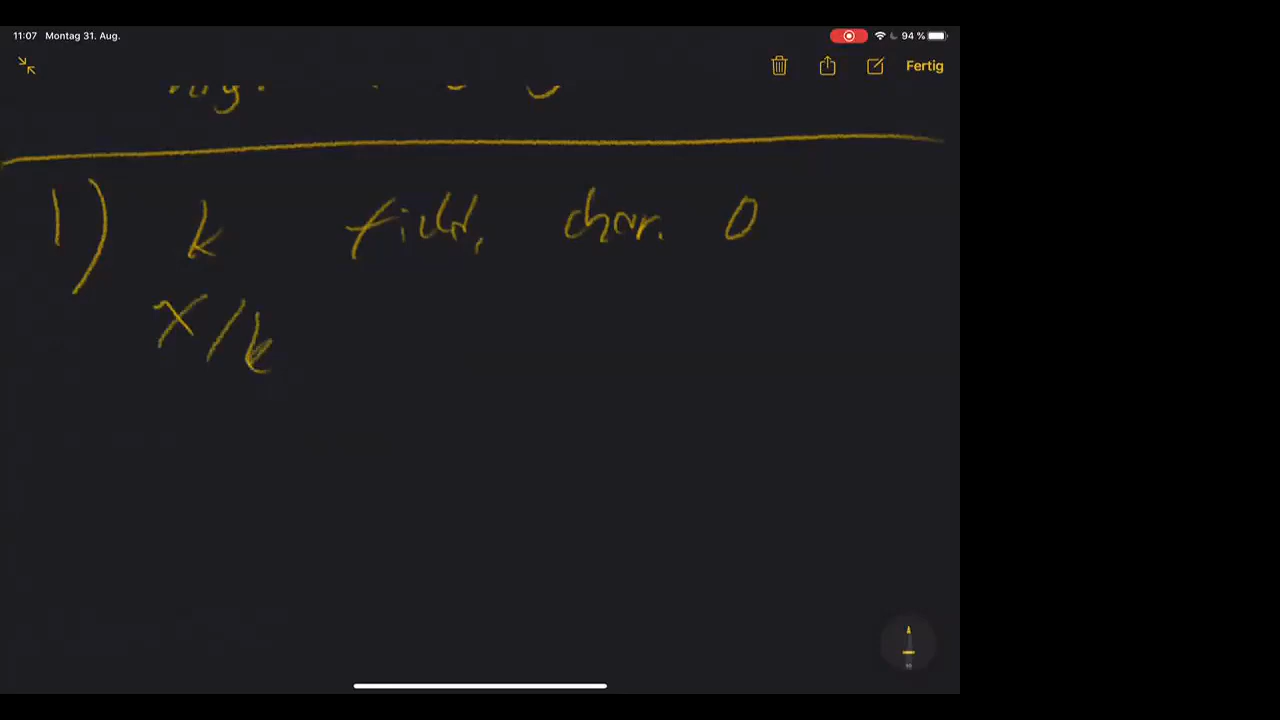 11:07 Montag 31. Aug. 94 %
Fertig
1) k field, char. 0
X/k